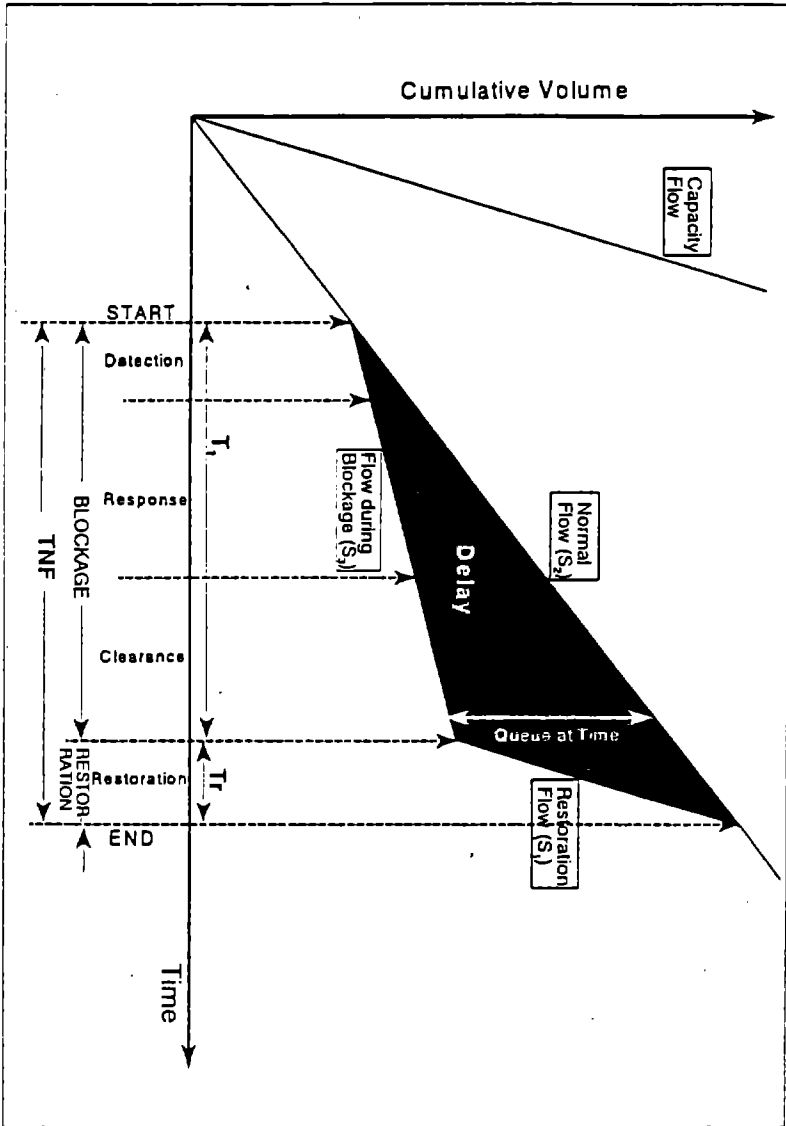 Cumulative Volume
Capacity
Flow
START
Datection
Response
Clearance
Restoration
END
T₁
Tr
BLOCKAGE
RESTOR-
RATION
TNF
Flow during
Blockage (S₃)
Normal
Flow (S₂)
Delay
Queue at Time
Restoration
Flow (S₁)
Time